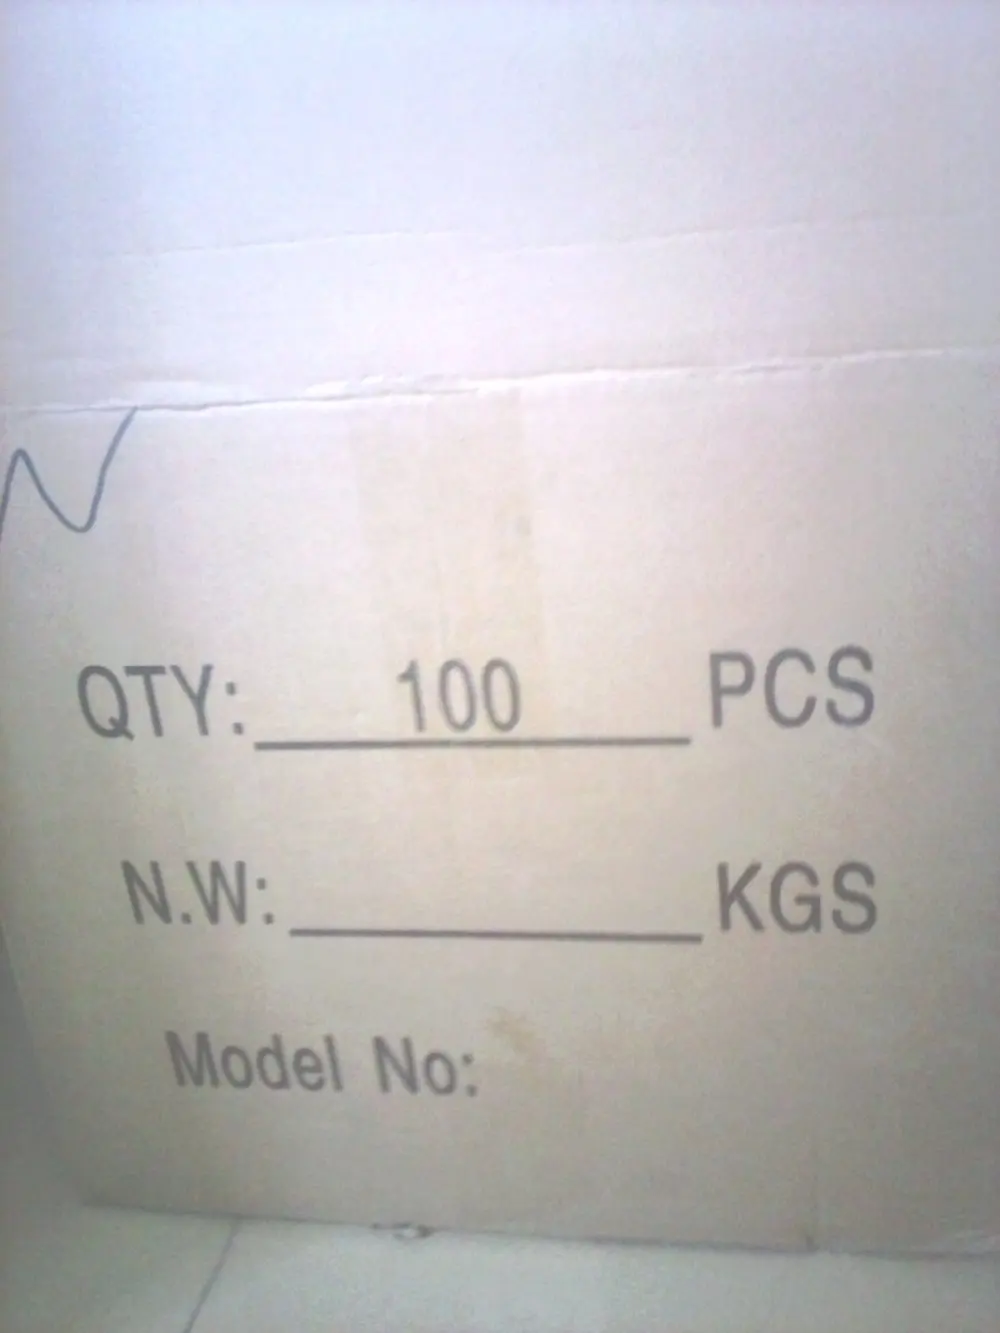 QTY: 100 PCS
N.W: KGS
Model No: